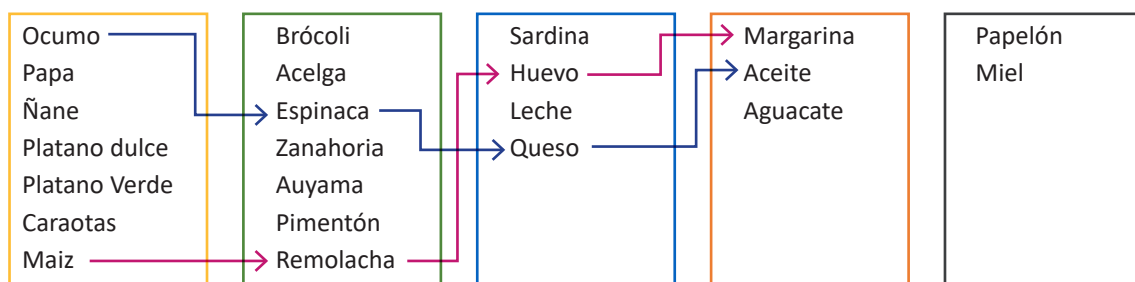 Ocumo
Papa
Ñane
Platano dulce
Platano Verde
Caraotas
Maiz
Brócoli
Acelga
Espinaca
Zanahoria
Auyama
Pimentón
Remolacha
Sardina
Huevo
Leche
Queso
Margarina
Aceite
Aguacate
Papelón
Miel